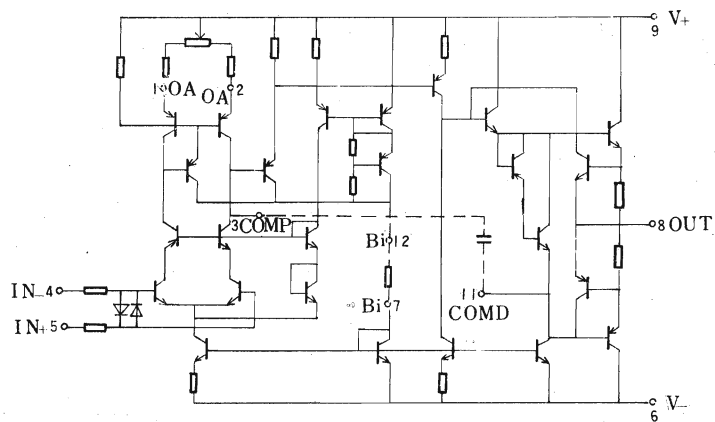 9 V+
1 OA OA 2
3 COMP
8 OUT
Bi 12
IN- 4
Bi 7
11
COMD
IN+ 5
6 V-